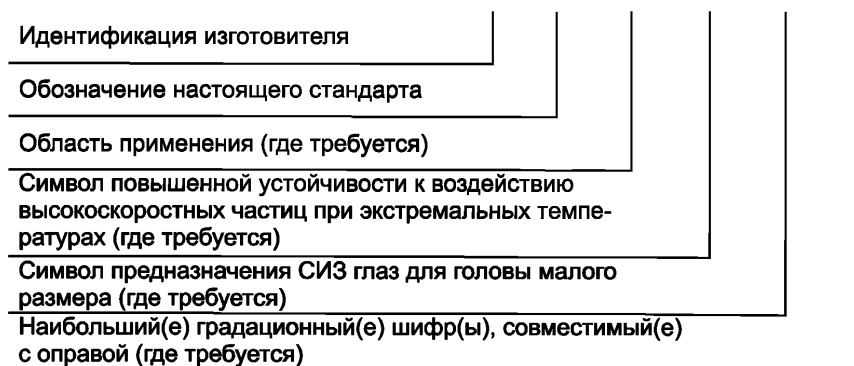 Идентификация изготовителя
Обозначение настоящего стандарта
Область применения (где требуется)
Символ повышенной устойчивости к воздействию
высокоскоростных частиц при экстремальных темпе-
ратурах (где требуется)
Символ предназначения СИЗ глаз для головы малого
размера (где требуется)
Наибольший(е) градационный(е) шифр(ы), совместимый(е)
с оправой (где требуется)